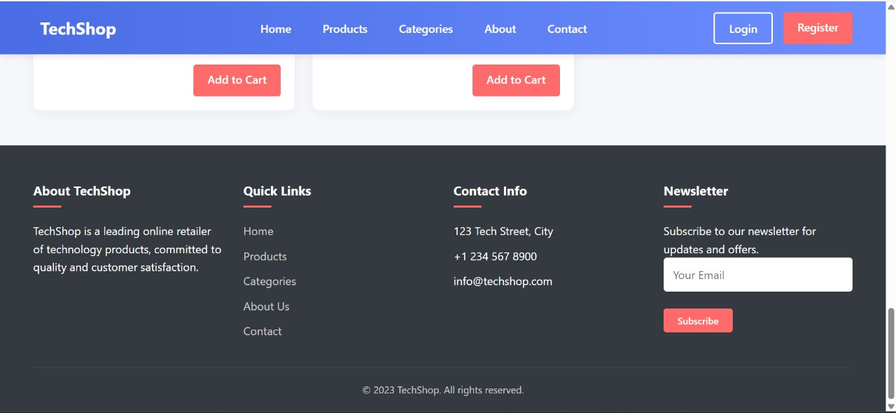 TechShop
Home
Products
Categories
About
Contact
Login
Register
Add to Cart
Add to Cart
About TechShop
TechShop is a leading online retailer
of technology products, committed to
quality and customer satisfaction.
Quick Links
Home
Products
Categories
About Us
Contact
Contact Info
123 Tech Street, City
+1 234 567 8900
info@techshop.com
Newsletter
Subscribe to our newsletter for
updates and offers.
Your Email
Subscribe
© 2023 TechShop. All rights reserved.